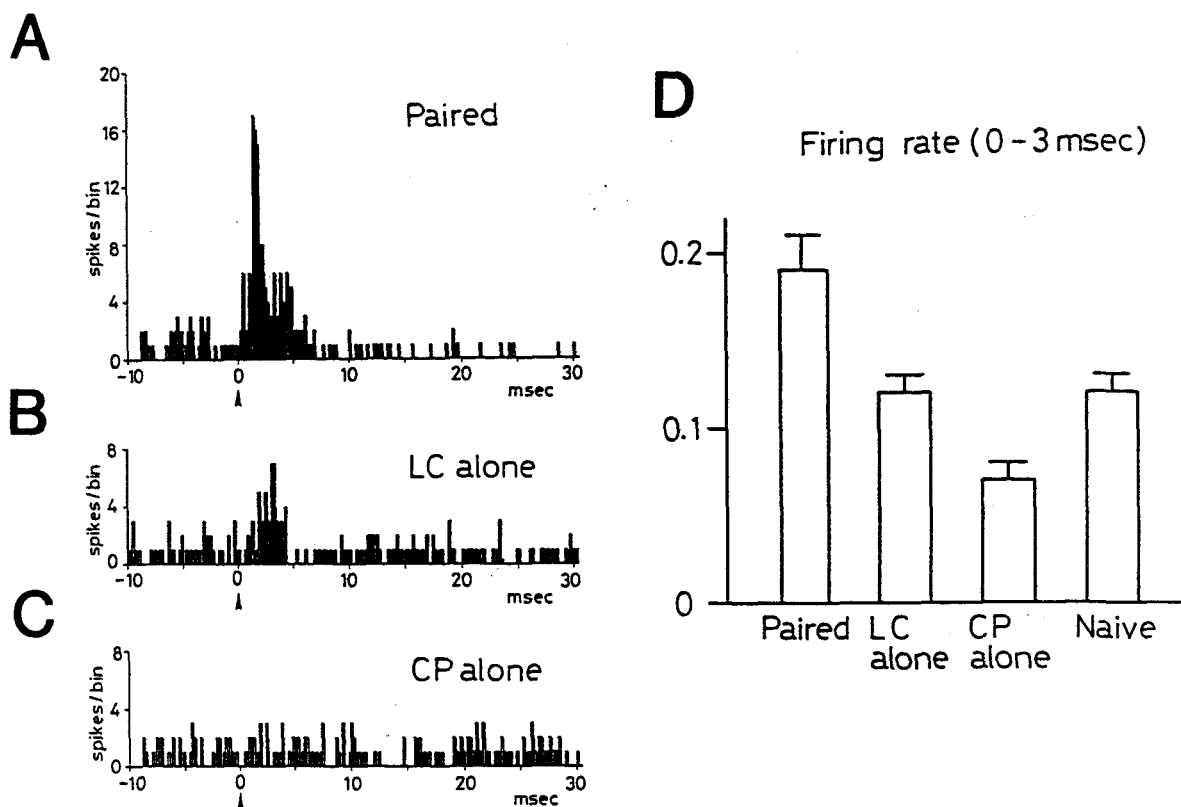 A
20
16
12
8
4
0
spikes/bin
Paired
-10 0 10 20 30
msec
B
8
4
0
spikes/bin
LC alone
-10 0 10 20 30
msec
C
8
4
0
spikes/bin
CP alone
-10 0 10 20 30
msec
D
Firing rate (0-3 msec)
0.2
0.1
0
Paired LC CP Naive
alone alone